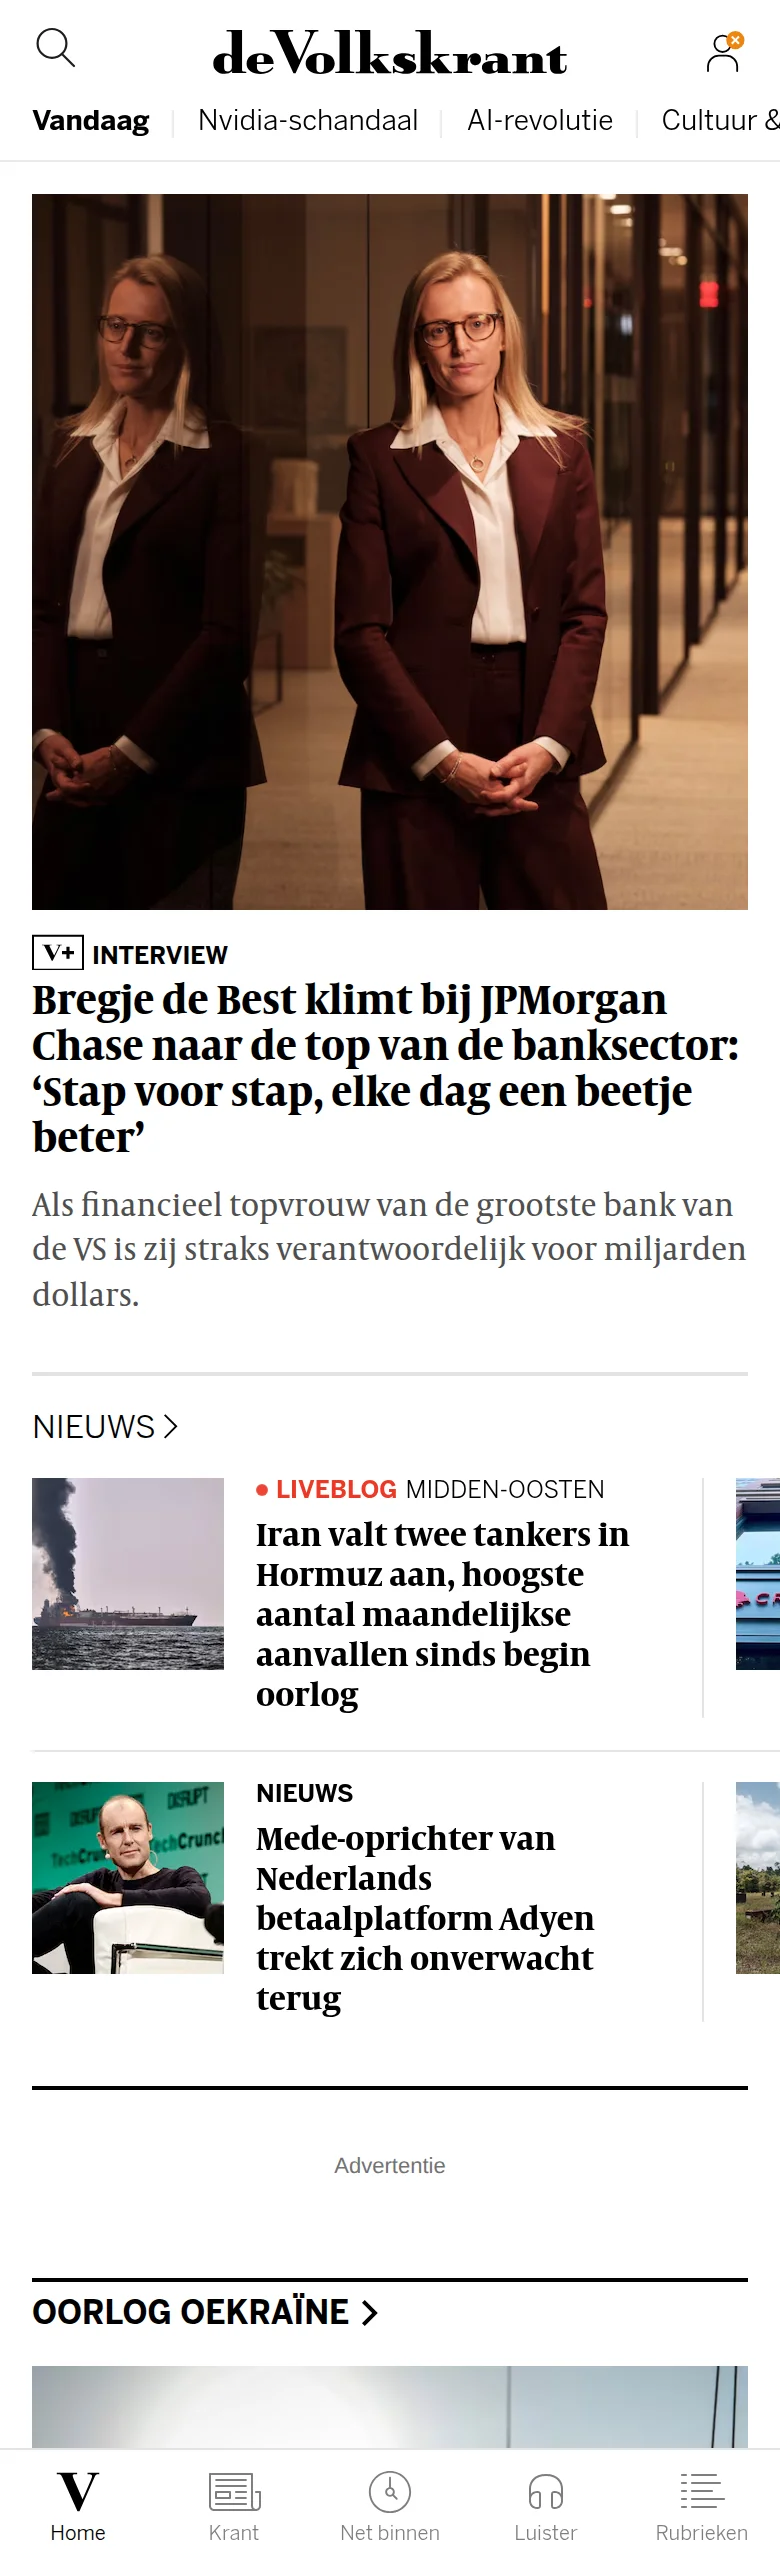 deVolkskrant
Vandaag
Nvidia-schandaal
AI-revolutie
Cultuur &
V+ INTERVIEW
Bregje de Best klimt bij JPMorgan
Chase naar de top van de banksector:
‘Stap voor stap, elke dag een beetje
beter’
Als financieel topvrouw van de grootste bank van
de VS is zij straks verantwoordelijk voor miljarden
dollars.
NIEUWS
LIVEBLOG MIDDEN-OOSTEN
Iran valt twee tankers in
Hormuz aan, hoogste
aantal maandelijkse
aanvallen sinds begin
oorlog
DISRUPT
TechCrunch
NIEUWS
Mede-oprichter van
Nederlands
betaalplatform Adyen
trekt zich onverwacht
terug
Advertentie
OORLOG OEKRAÏNE
V
Home
Krant
Net binnen
Luister
Rubrieken